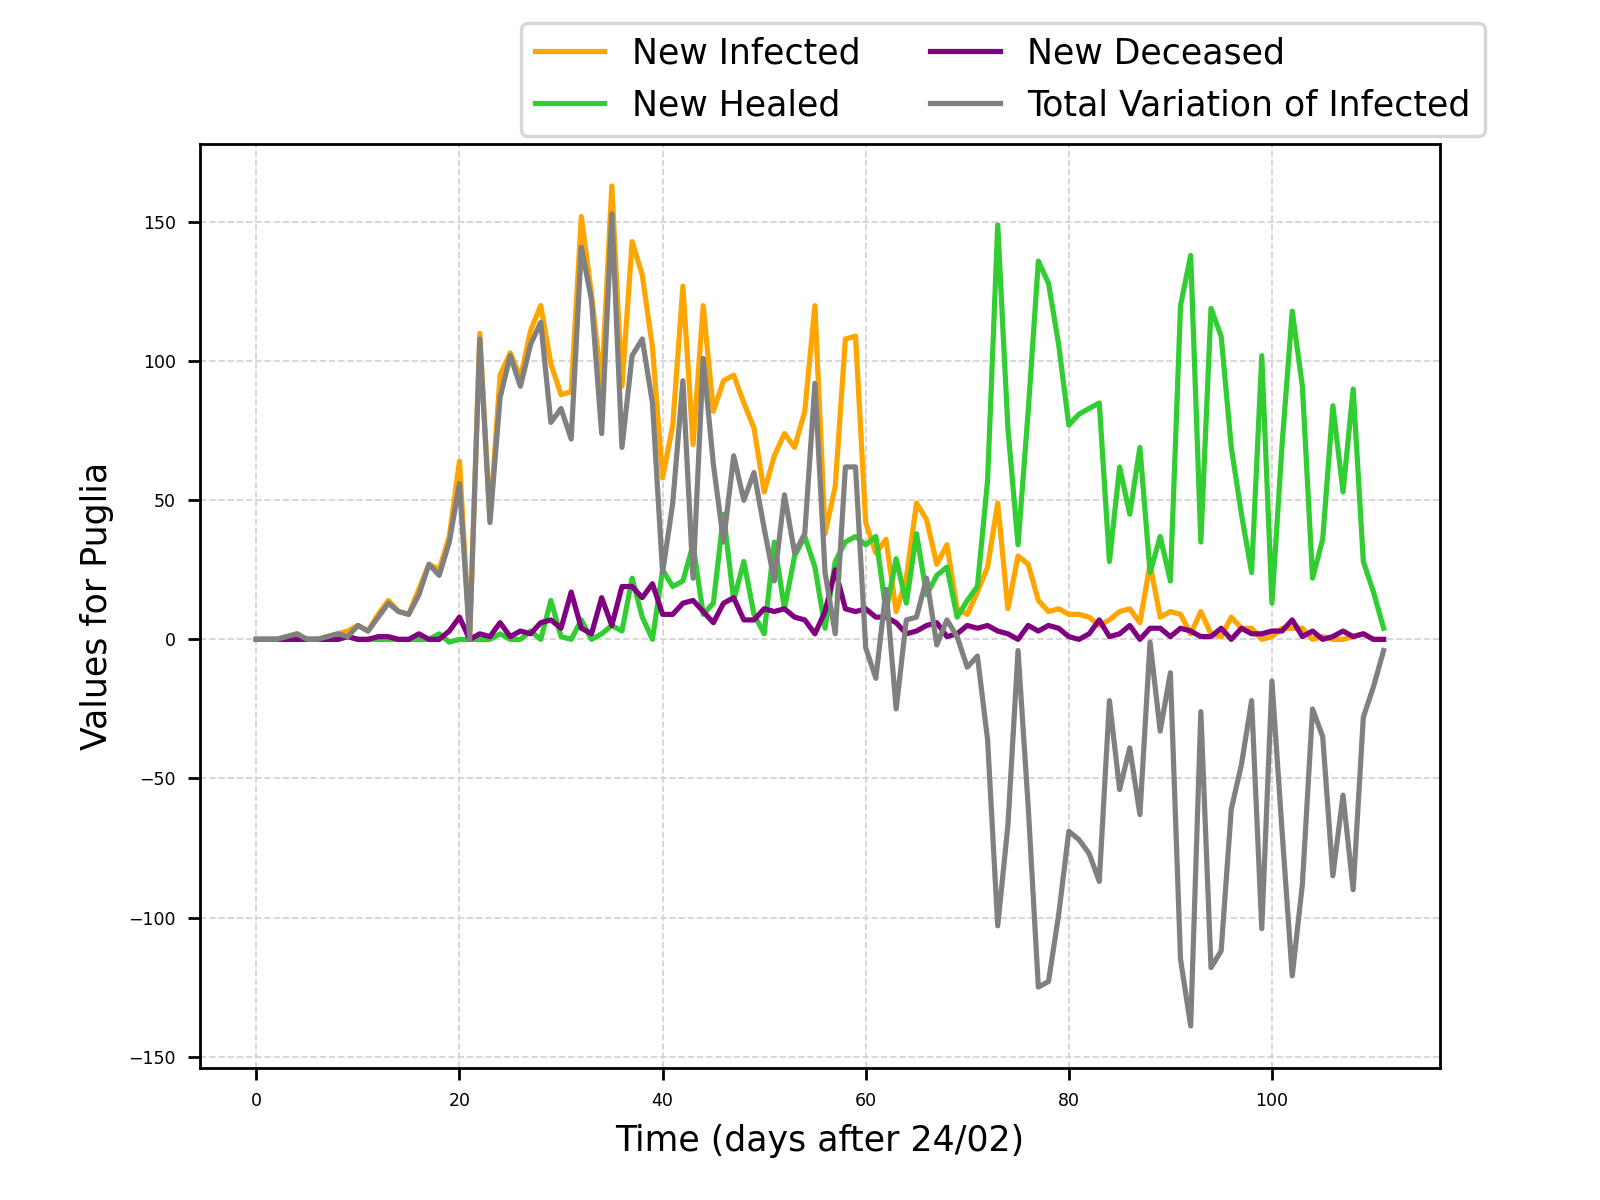 New Infected
New Healed
New Deceased
Total Variation of Infected
Values for Puglia
150
100
50
0
−50
−100
−150
0 20 40 60 80 100
Time (days after 24/02)